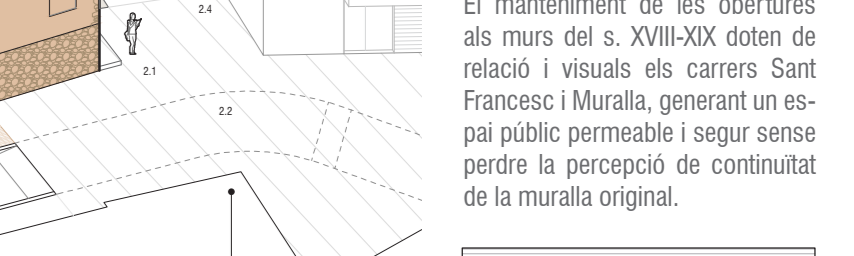 2.4
2.1
2.2
El manteniment de les obertures
als murs del s. XVIII-XIX doten de
relació i visuals els carrers Sant
Francesc i Muralla, generant un es-
pai públic permeable i segur sense
perdre la percepció de continuïtat
de la muralla original.